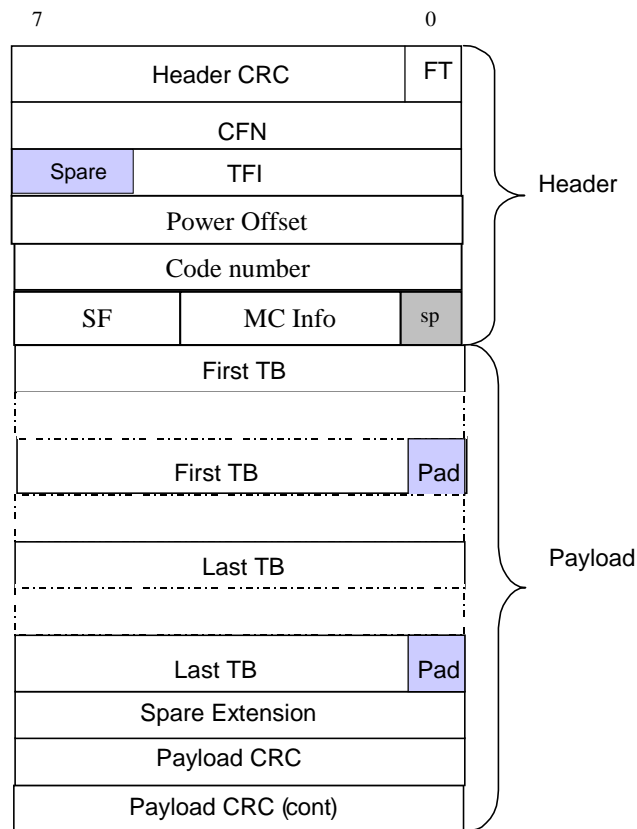 7 0
Header CRC FT
CFN
Spare TFI
Header
Power Offset
Code number
SF MC Info sp
First TB
First TB Pad
Last TB
Payload
Last TB Pad
Spare Extension
Payload CRC
Payload CRC (cont)